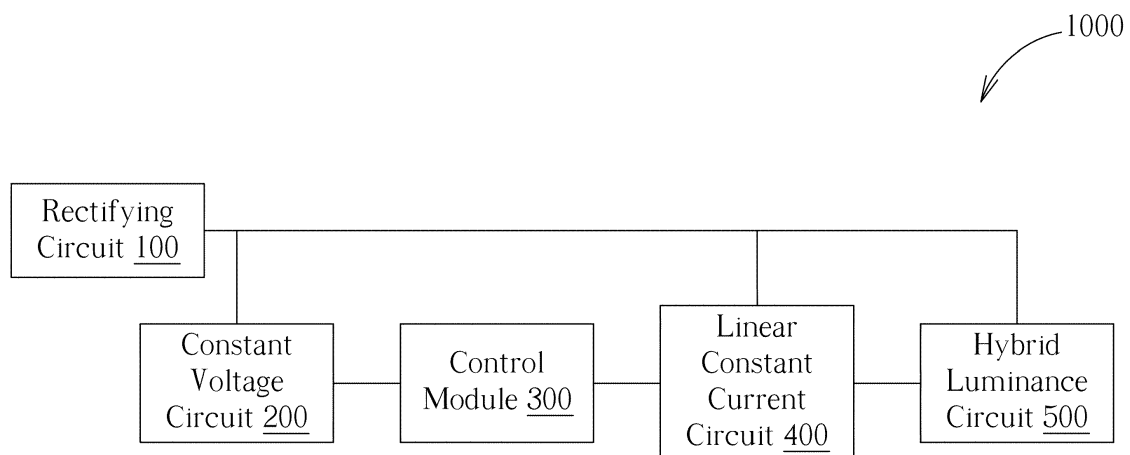 1000
Rectifying
Circuit 100
Constant
Voltage
Circuit 200
Control
Module 300
Linear
Constant
Current
Circuit 400
Hybrid
Luminance
Circuit 500